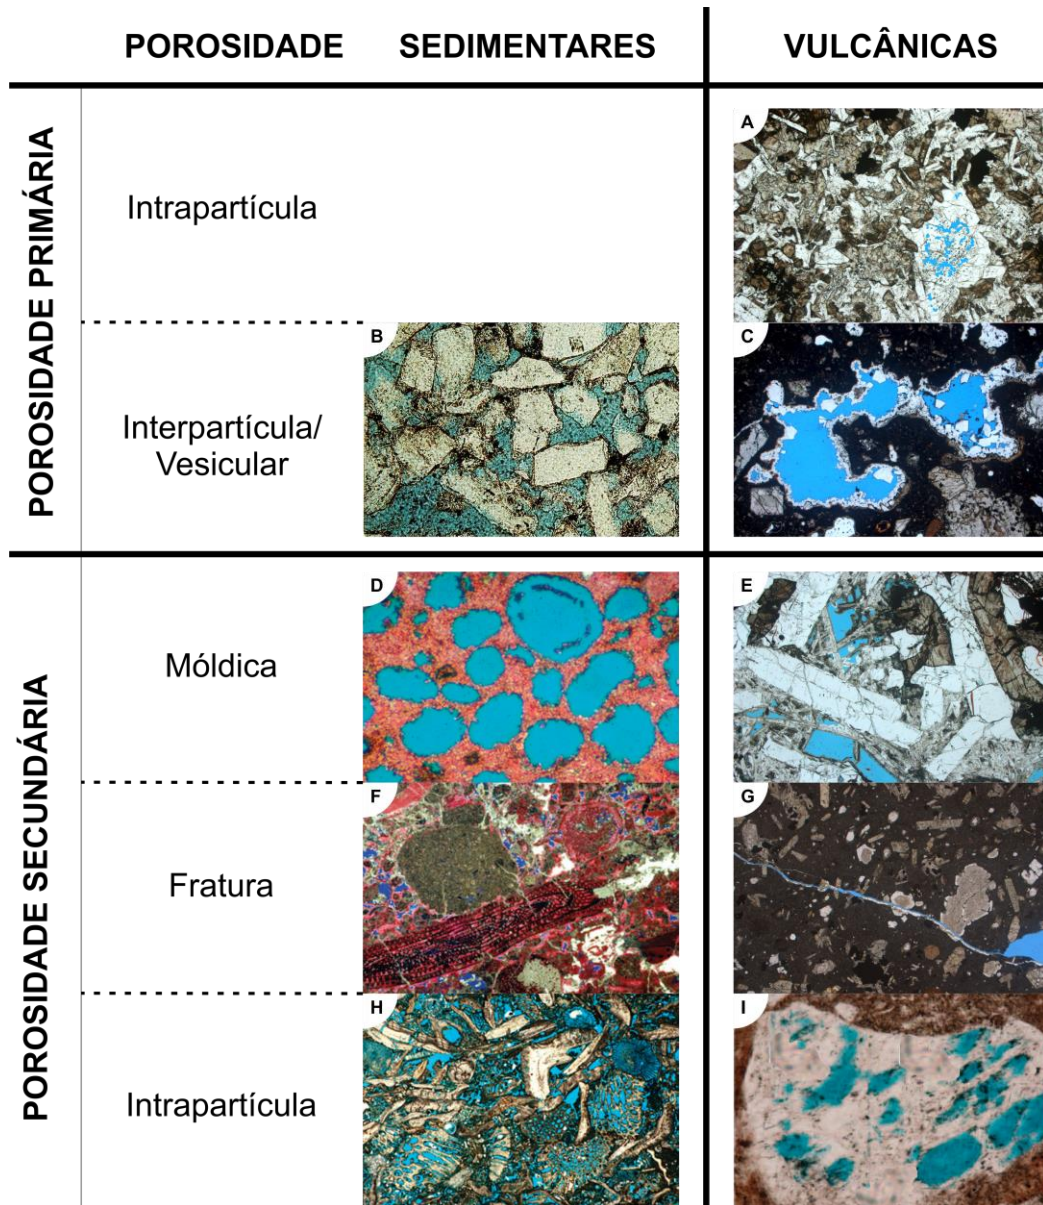 POROSIDADE SEDIMENTARES VULCÂNICAS
POROSIDADE PRIMÁRIA
Intrapartícula
A
Interpartícula/
Vesicular
B
C
POROSIDADE SECUNDÁRIA
Móldica
D
E
Fratura
F
G
Intrapartícula
H
I